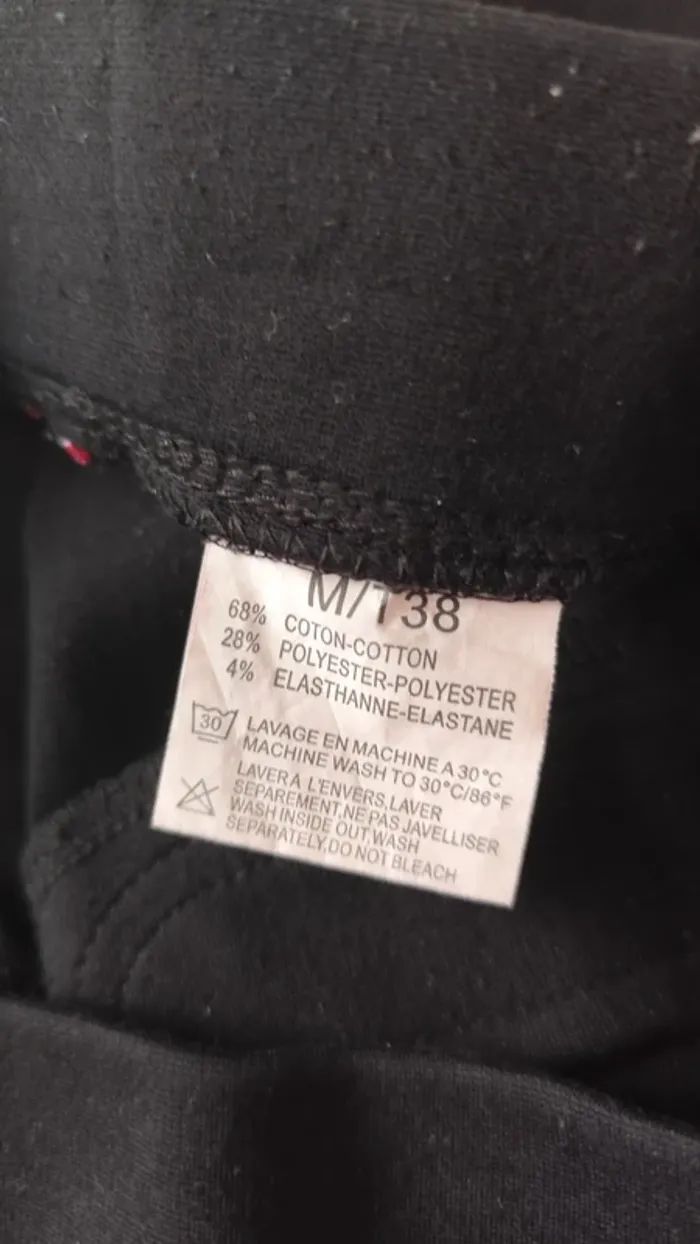 M/T38
68% COTON-COTTON
28% POLYESTER-POLYESTER
4% ELASTHANNE-ELASTANE
30 LAVAGE EN MACHINE A 30°C
MACHINE WASH TO 30°C/86°F
LAVER A L'ENVERS,LAVER
SEPAREMENT,NE PAS JAVELLISER
WASH INSIDE OUT,WASH
SEPARATELY,DO NOT BLEACH